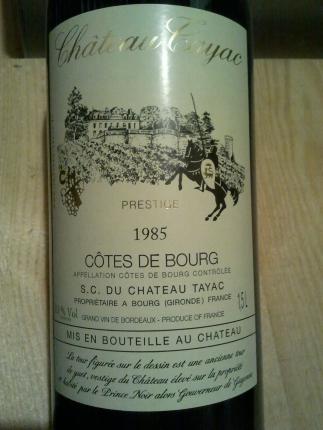 Château Tayac
PRESTIGE
1985
CÔTES DE BOURG
APPELLATION CÔTES DE BOURG CONTRÔLÉE
S.C. DU CHATEAU TAYAC
PROPRIÉTAIRE A BOURG (GIRONDE) FRANCE
% Vol
1,5 L
GRAND VIN DE BORDEAUX - PRODUCE OF FRANCE
MIS EN BOUTEILLE AU CHATEAU
La tour figurée sur le dessin est une ancienne tour
de guet, vestige du Château élevé sur la propriété
et habité par le Prince Noir alors Gouverneur de Guyenne